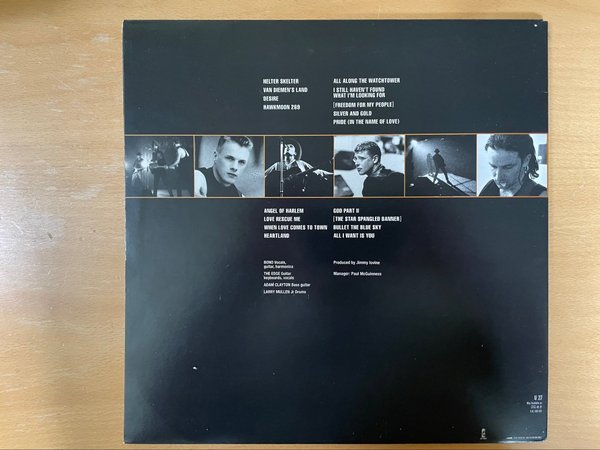 HELTER SKELTER
VAN DIEMEN'S LAND
DESIRE
HAWKMOON 269
ALL ALONG THE WATCHTOWER
I STILL HAVEN'T FOUND
WHAT I'M LOOKING FOR
[FREEDOM FOR MY PEOPLE]
SILVER AND GOLD
PRIDE (IN THE NAME OF LOVE)
ANGEL OF HARLEM
LOVE RESCUE ME
WHEN LOVE COMES TO TOWN
HEARTLAND
GOD PART II
[THE STAR SPANGLED BANNER]
BULLET THE BLUE SKY
ALL I WANT IS YOU
BONO Vocals,
guitar, harmonica
THE EDGE Guitar
keyboards, vocals
ADAM CLAYTON Bass guitar
LARRY MULLEN Jr Drums
Produced by Jimmy Iovine
Manager: Paul McGuinness
U 27